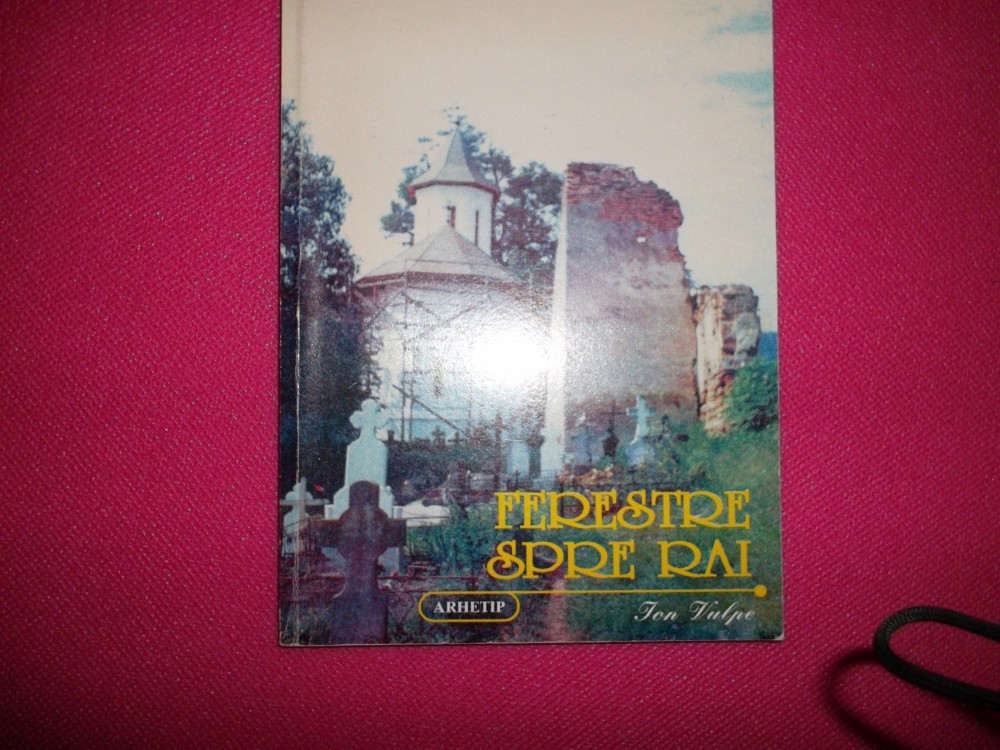 FERESTRE
SPRE RAI
ARHETIP
Ion Vulpe